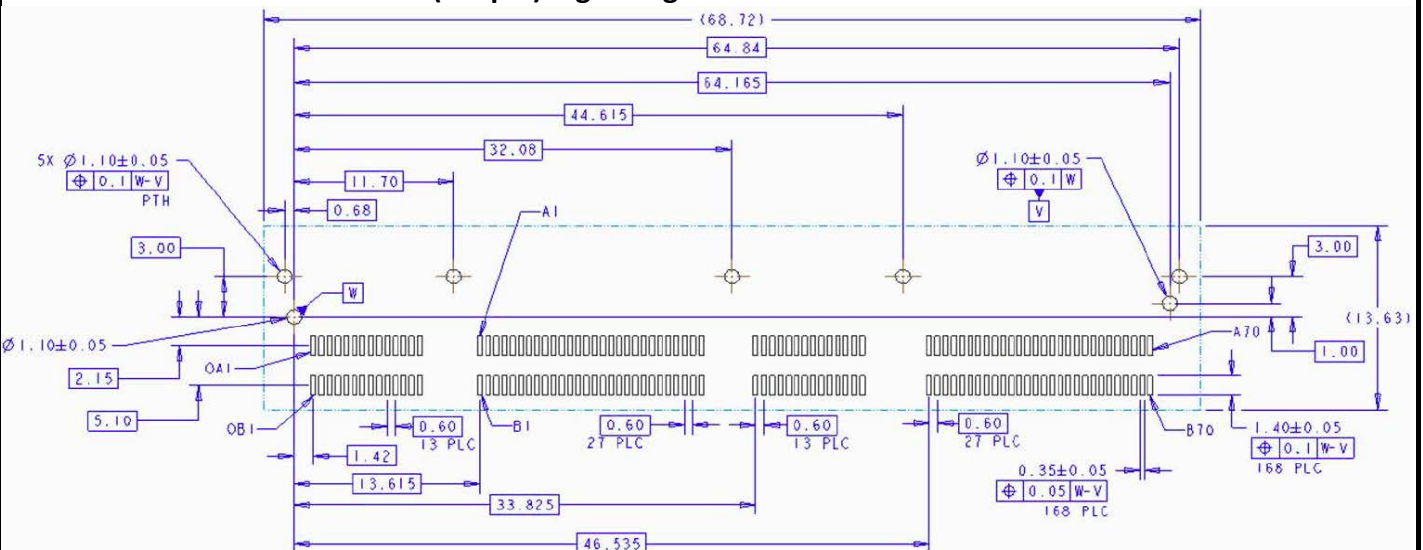 (68.72)
64.84
64.165
44.615
32.08
11.70
0.68
5X Ø1.10±0.05
⌖ 0.1 W-V
PTH
Ø1.10±0.05
⌖ 0.1 W
V
A1
3.00
W
3.00
(13.63)
Ø1.10±0.05
2.15
OA1
A70
1.00
5.10
OB1
0.60
13 PLC
B1
0.60
27 PLC
0.60
13 PLC
0.60
27 PLC
B70
1.40±0.05
⌖ 0.1 W-V
168 PLC
1.42
13.615
33.825
46.535
0.35±0.05
⌖ 0.05 W-V
168 PLC